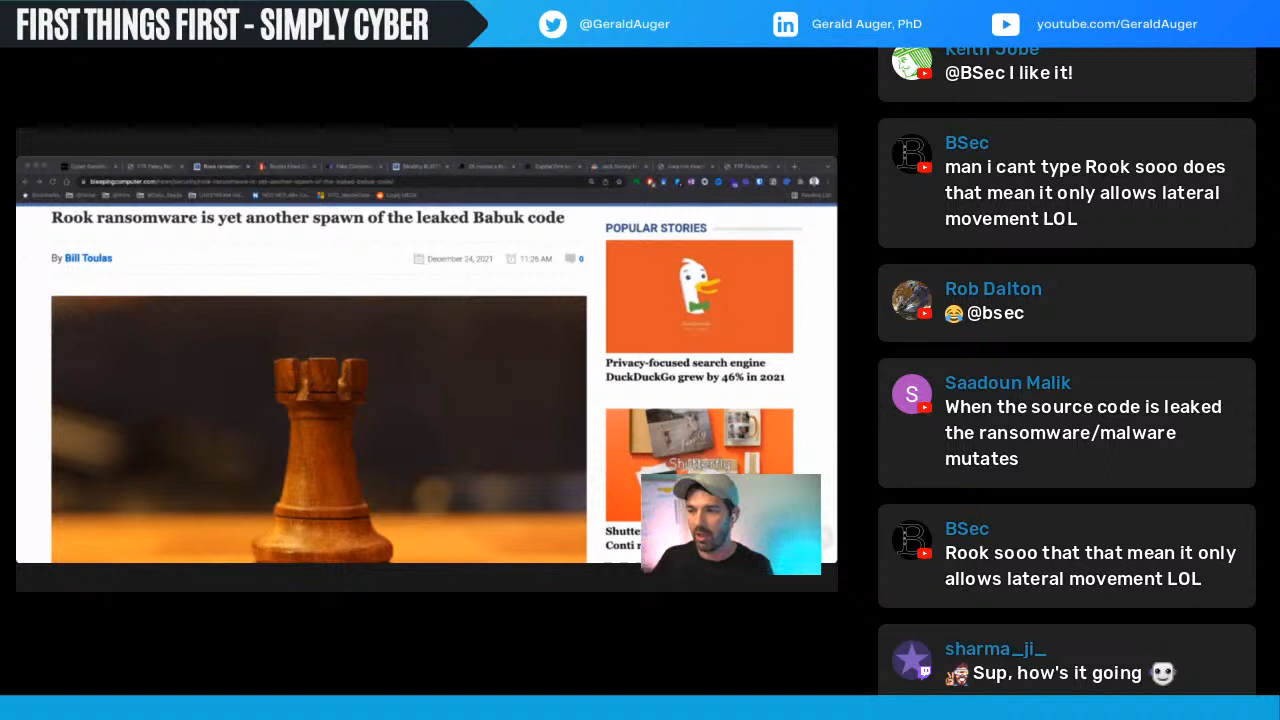 FIRST THINGS FIRST - SIMPLY CYBER
@GeraldAuger
Gerald Auger, PhD
youtube.com/GeraldAuger
Rook ransomware is yet another spawn of the leaked Babuk code
By Bill Toulas
December 24, 2021
11:26 AM
0
POPULAR STORIES
Privacy-focused search engine
DuckDuckGo grew by 46% in 2021
Shutterfly
Shutte
Conti r
Keith Jobe
@BSec I like it!
BSec
man i cant type Rook sooo does
that mean it only allows lateral
movement LOL
Rob Dalton
😂 @bsec
S
Saadoun Malik
When the source code is leaked
the ransomware/malware
mutates
BSec
Rook sooo that that mean it only
allows lateral movement LOL
sharma_ji_
Sup, how's it going